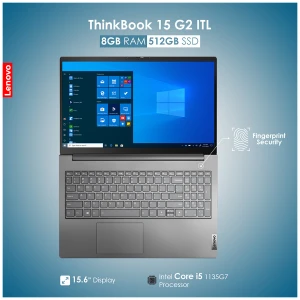 ThinkBook 15 G2 ITL
8GB RAM 512GB SSD
Lenovo
Fingerprint
Security
Lenovo
15.6" Display
Intel Core i5 1135G7
Processor